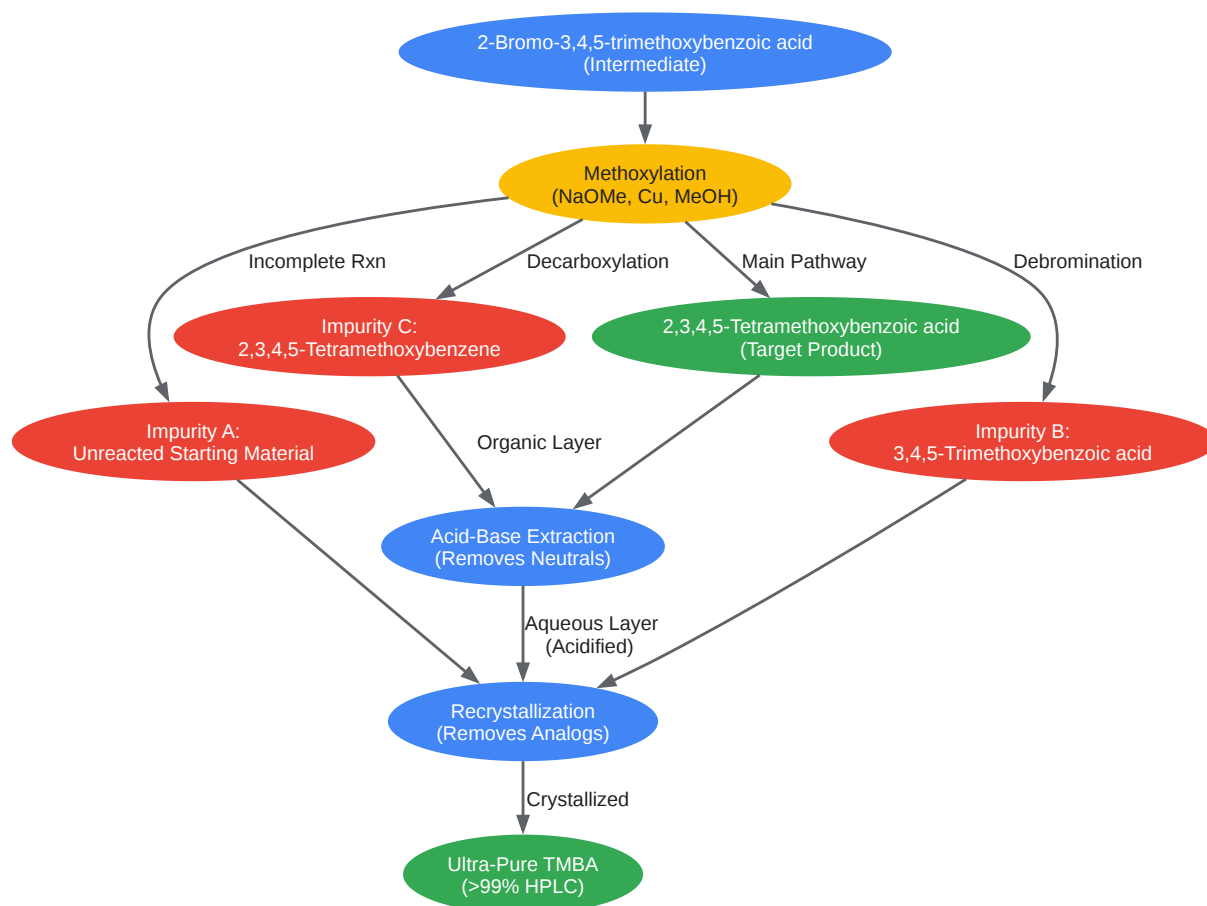 2-Bromo-3,4,5-trimethoxybenzoic acid
(Intermediate)
Methoxylation
(NaOMe, Cu, MeOH)
Incomplete Rxn
Decarboxylation
Main Pathway
Debromination
Impurity C:
2,3,4,5-Tetramethoxybenzene
2,3,4,5-Tetramethoxybenzoic acid
(Target Product)
Impurity A:
Unreacted Starting Material
Organic Layer
Impurity B:
3,4,5-Trimethoxybenzoic acid
Acid-Base Extraction
(Removes Neutrals)
Aqueous Layer
(Acidified)
Recrystallization
(Removes Analogs)
Crystallized
Ultra-Pure TMBA
(>99% HPLC)